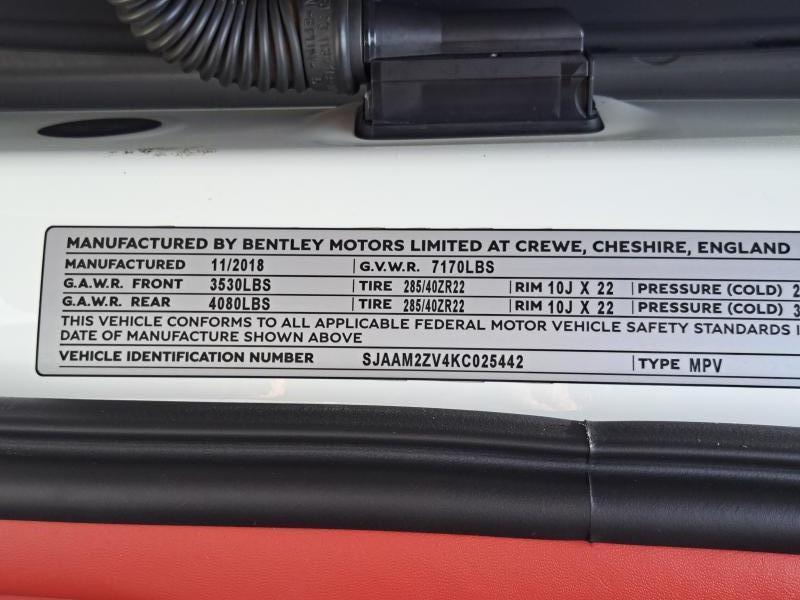 MANUFACTURED BY BENTLEY MOTORS LIMITED AT CREWE, CHESHIRE, ENGLAND
MANUFACTURED 11/2018 G.V.W.R. 7170LBS
G.A.W.R. FRONT 3530LBS TIRE 285/40ZR22 RIM 10J X 22 PRESSURE (COLD) 2
G.A.W.R. REAR 4080LBS TIRE 285/40ZR22 RIM 10J X 22 PRESSURE (COLD) 3
THIS VEHICLE CONFORMS TO ALL APPLICABLE FEDERAL MOTOR VEHICLE SAFETY STANDARDS I
DATE OF MANUFACTURE SHOWN ABOVE
VEHICLE IDENTIFICATION NUMBER SJAAM2ZV4KC025442 TYPE MPV